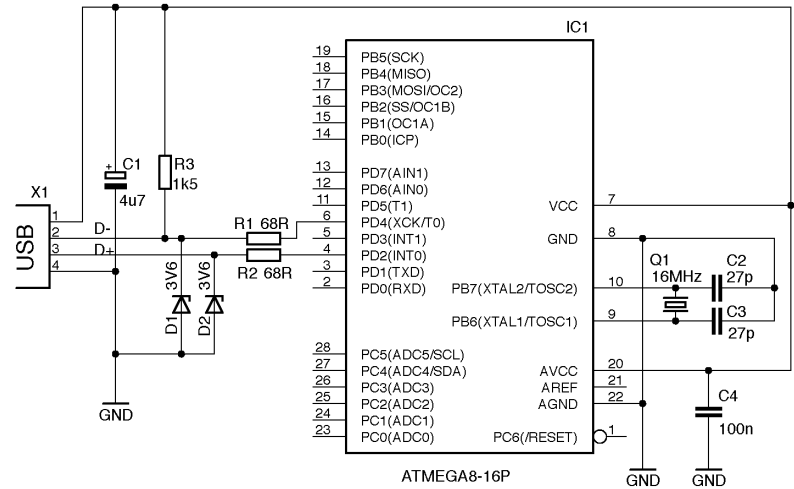 IC1
19 PB5(SCK)
18 PB4(MISO)
17 PB3(MOSI/OC2)
16 PB2(SS/OC1B)
15 PB1(OC1A)
14 PB0(ICP)
13 PD7(AIN1)
12 PD6(AIN0)
11 PD5(T1)
6 PD4(XCK/T0)
5 PD3(INT1)
4 PD2(INT0)
3 PD1(TXD)
2 PD0(RXD)
28 PC5(ADC5/SCL)
27 PC4(ADC4/SDA)
26 PC3(ADC3)
25 PC2(ADC2)
24 PC1(ADC1)
23 PC0(ADC0)
VCC 7
GND 8
PB7(XTAL2/TOSC2) 10
PB6(XTAL1/TOSC1) 9
AVCC 20
AREF 21
AGND 22
PC6(/RESET) 1
ATMEGA8-16P
X1
USB
1
2
3
4
D-
D+
+
C1
4u7
R3
1k5
R1 68R
R2 68R
3V6
D1
3V6
D2
GND
Q1
16MHz
C2
27p
C3
27p
C4
100n
GND
GND